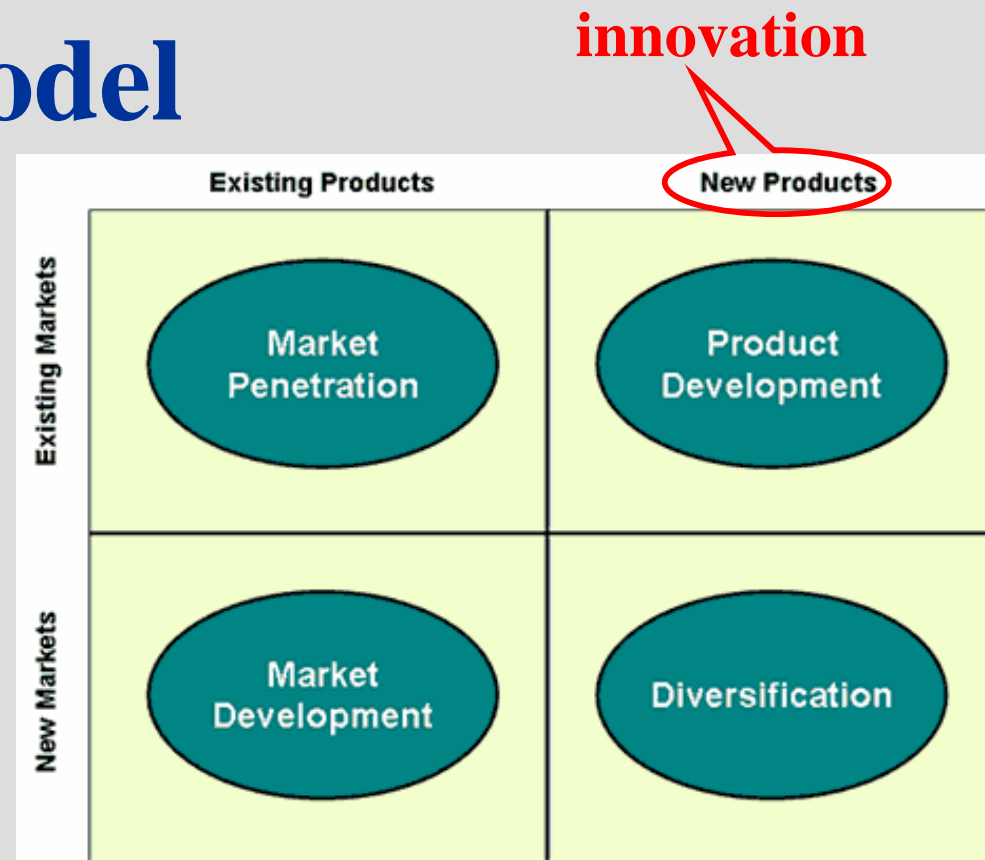 innovation
odel
Existing Products
New Products
Existing Markets
Market
Penetration
Product
Development
New Markets
Market
Development
Diversification